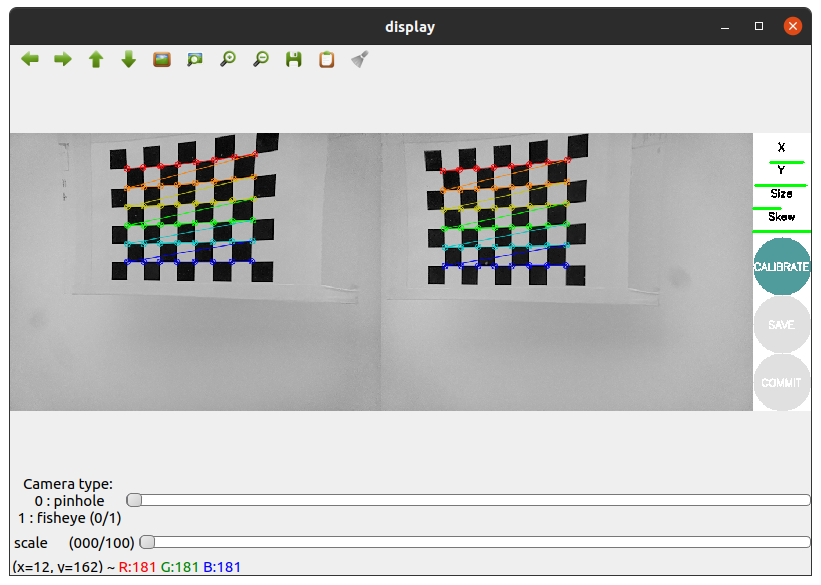 display
X
Y
Size
Skew
CALIBRATE
SAVE
COMMIT
Camera type:
0 : pinhole
1 : fisheye (0/1)
scale (000/100)
(x=12, y=162) ~ R:181 G:181 B:181